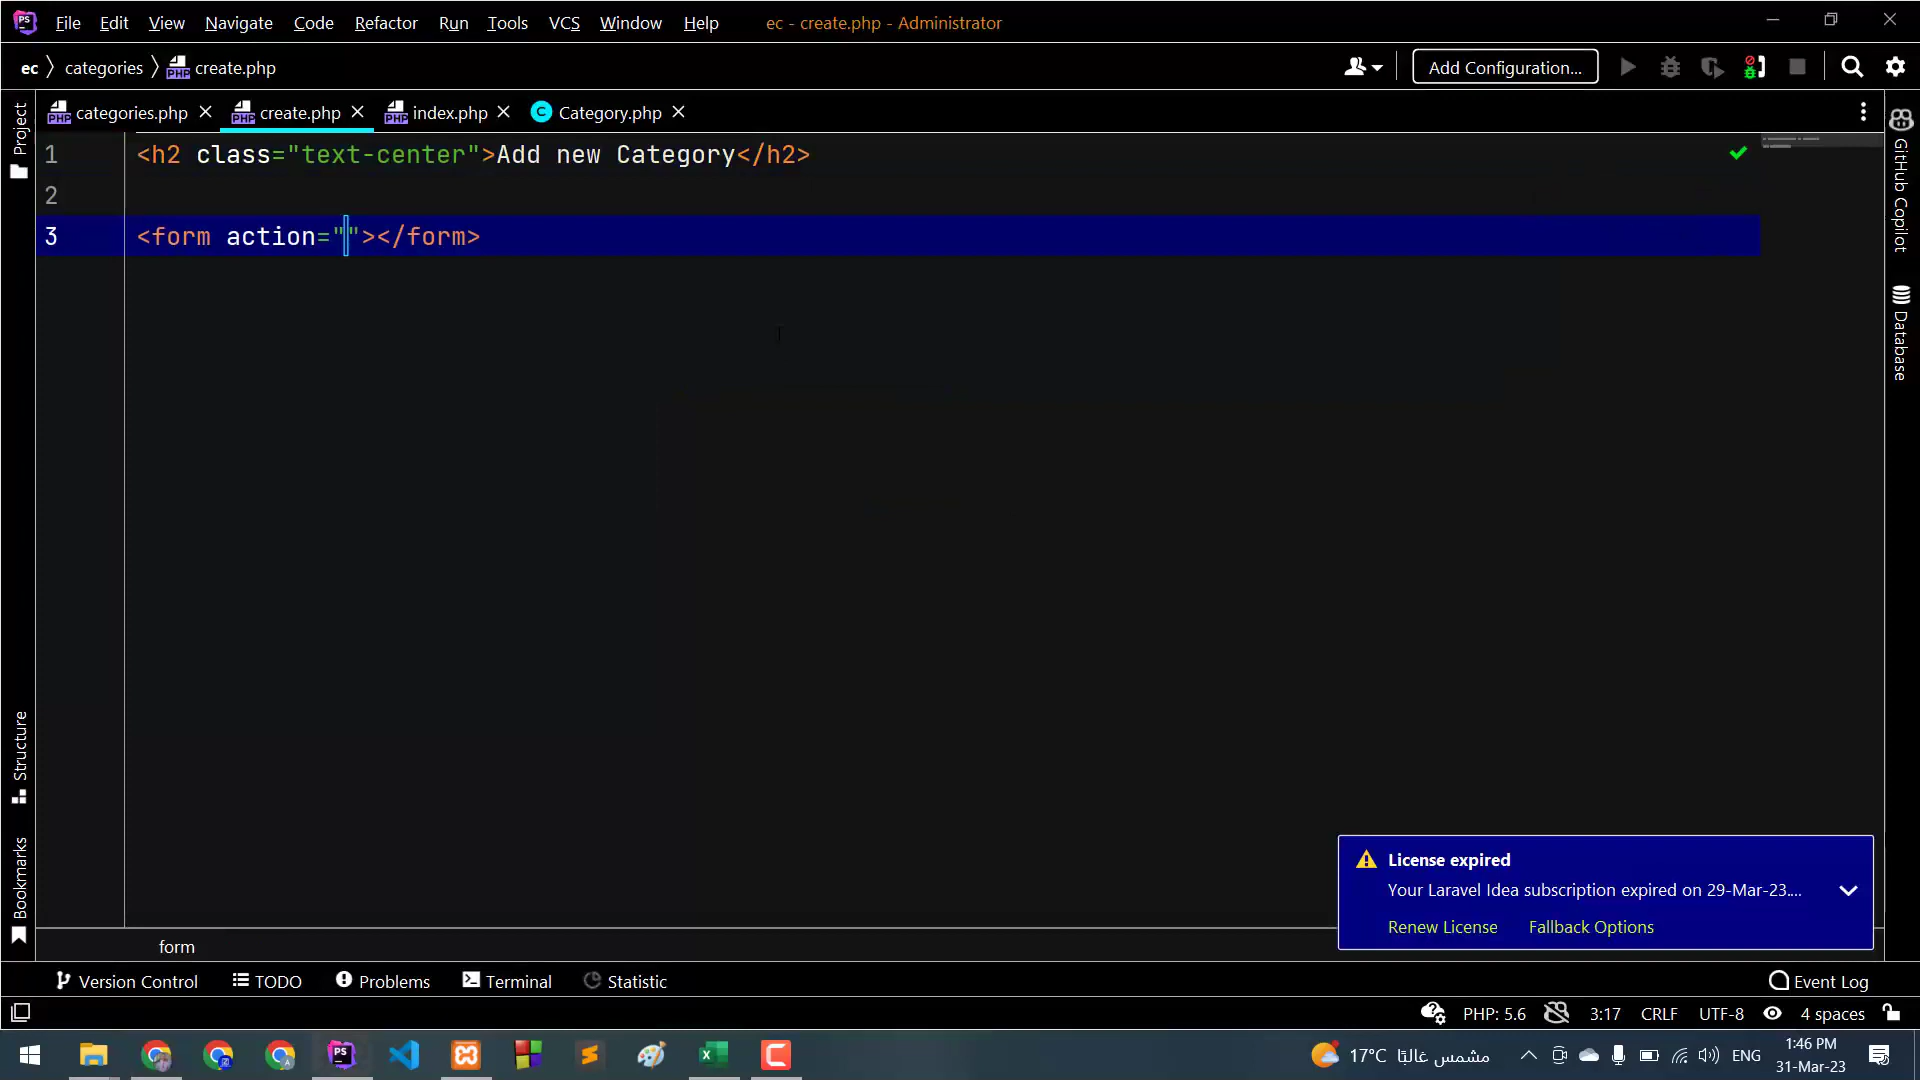 File Edit View Navigate Code Refactor Run Tools VCS Window Help ec - create.php - Administrator
ec categories create.php Add Configuration...
categories.php create.php index.php Category.php
1 <h2 class="text-center">Add new Category</h2>
2
3 <form action=""></form>
Project
Structure
Bookmarks
GitHub Copilot
Database
License expired
Your Laravel Idea subscription expired on 29-Mar-23....
Renew License Fallback Options
form
Version Control TODO Problems Terminal Statistic Event Log
PHP: 5.6 3:17 CRLF UTF-8 4 spaces
17°C مشمس غالبًا ENG 1:46 PM
31-Mar-23